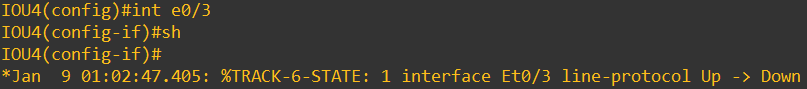 IOU4(config)#int e0/3
IOU4(config-if)#sh
IOU4(config-if)#
*Jan  9 01:02:47.405: %TRACK-6-STATE: 1 interface Et0/3 line-protocol Up -> Down